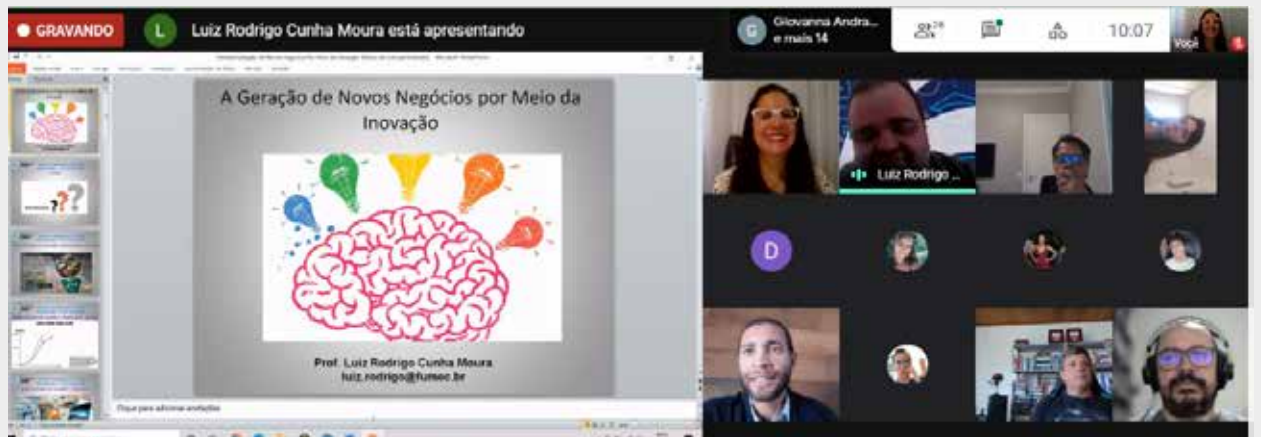 GRAVANDO
L
Luiz Rodrigo Cunha Moura está apresentando
G
Giovanna Andra...
e mais 14
10:07
Você
A Geração de Novos Negócios por Meio da
Inovação
Prof. Luiz Rodrigo Cunha Moura
luiz.rodrigo@fumec.br
Clique para adicionar anotações
Luiz Rodrigo ...
D